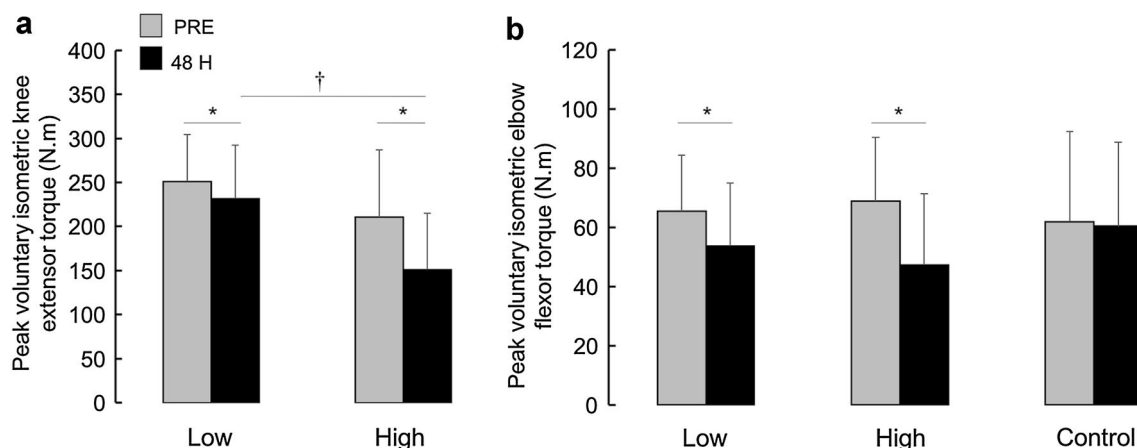 a
PRE
48 H
Peak voluntary isometric knee
extensor torque (N.m)
400
350
300
250
200
150
100
50
0
*
†
*
Low
High
b
Peak voluntary isometric elbow
flexor torque (N.m)
120
100
80
60
40
20
0
*
*
Low
High
Control